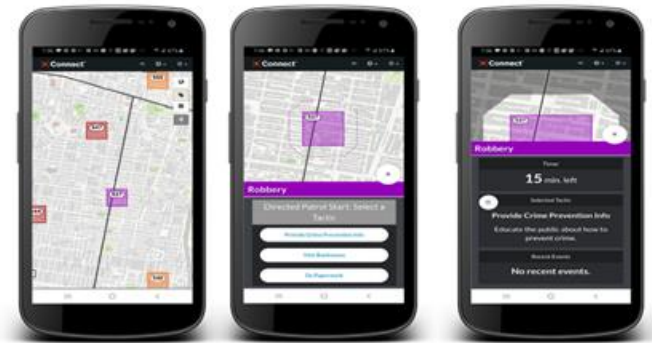 Connect
Connect
Robbery
Directed Patrol Start: Select a
Tactic
Provide Crime Prevention Info
Visit Businesses
Do Paperwork
Connect
Robbery
Time
15 min. left
Selected Tactic
Provide Crime Prevention Info
Educate the public about how to
prevent crime.
Recent Events
No recent events.